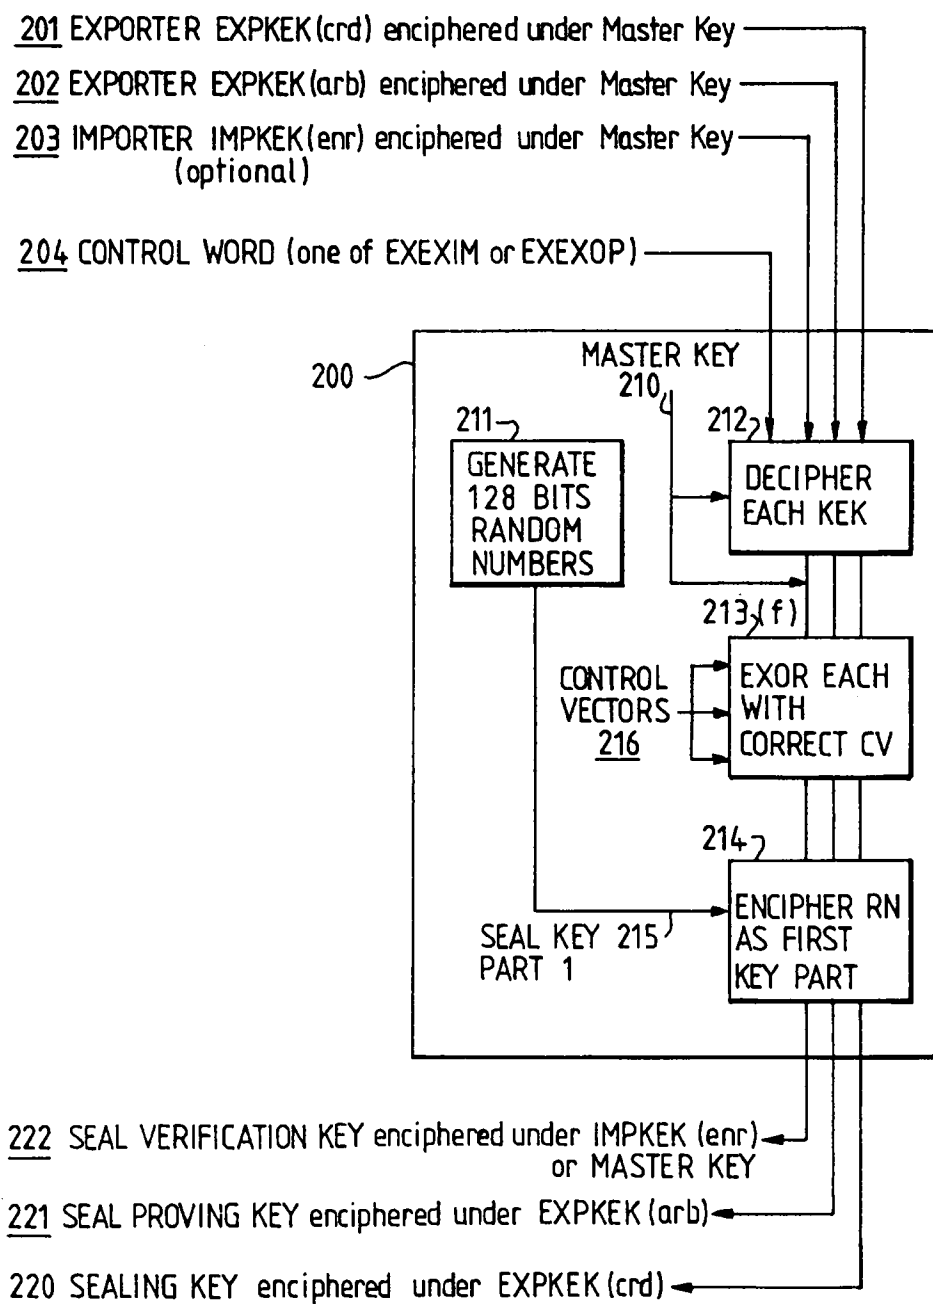 201 EXPORTER EXPKEK(crd) enciphered under Master Key
202 EXPORTER EXPKEK(arb) enciphered under Master Key
203 IMPORTER IMPKEK(enr) enciphered under Master Key
(optional)
204 CONTROL WORD (one of EXEXIM or EXEXOP)
200
MASTER KEY
210
211
GENERATE
128 BITS
RANDOM
NUMBERS
212
DECIPHER
EACH KEK
213(f)
CONTROL
VECTORS
216
EXOR EACH
WITH
CORRECT CV
214
SEAL KEY 215
PART 1
ENCIPHER RN
AS FIRST
KEY PART
222 SEAL VERIFICATION KEY enciphered under IMPKEK (enr)
or MASTER KEY
221 SEAL PROVING KEY enciphered under EXPKEK(arb)
220 SEALING KEY enciphered under EXPKEK(crd)